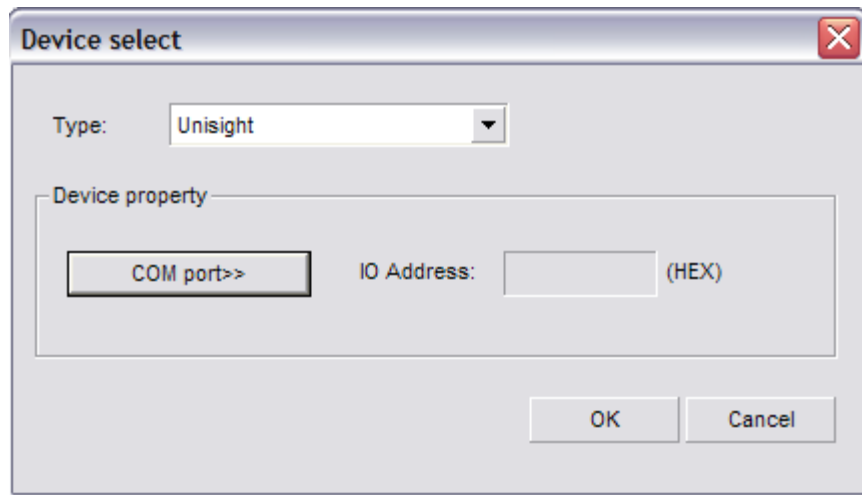 Device select
Type: Unisight
Device property
COM port>> IO Address: (HEX)
OK Cancel